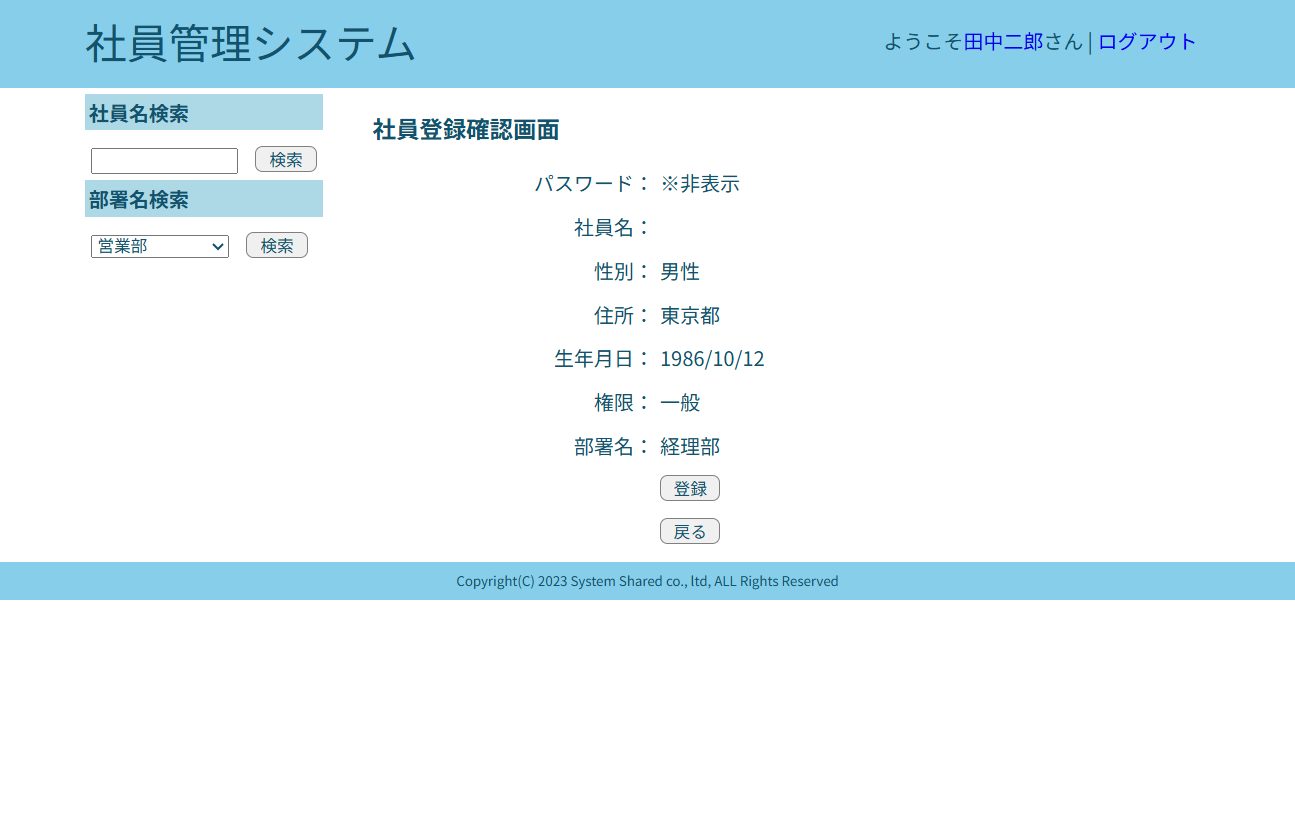 社員管理システム
ようこそ田中二郎さん | ログアウト
社員名検索
検索
部署名検索
営業部 検索
社員登録確認画面
パスワード： ※非表示
社員名：
性別： 男性
住所： 東京都
生年月日： 1986/10/12
権限： 一般
部署名： 経理部
登録
戻る
Copyright(C) 2023 System Shared co., ltd, ALL Rights Reserved